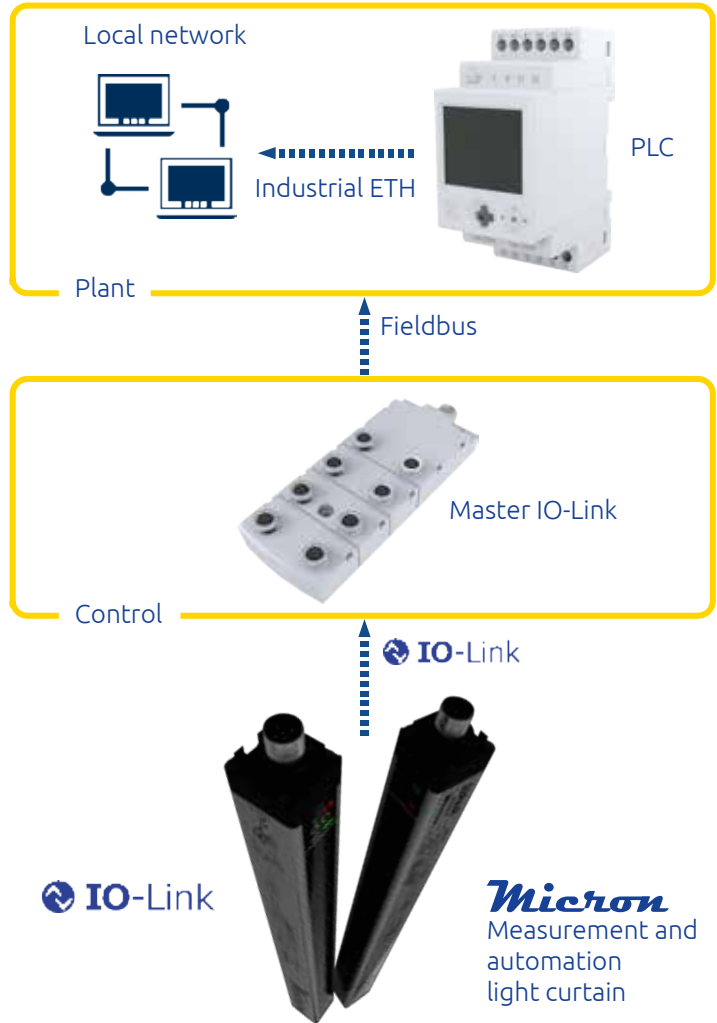 Local network
PLC
Industrial ETH
Plant
Fieldbus
Master IO-Link
Control
IO-Link
IO-Link
Micron
Measurement and
automation
light curtain